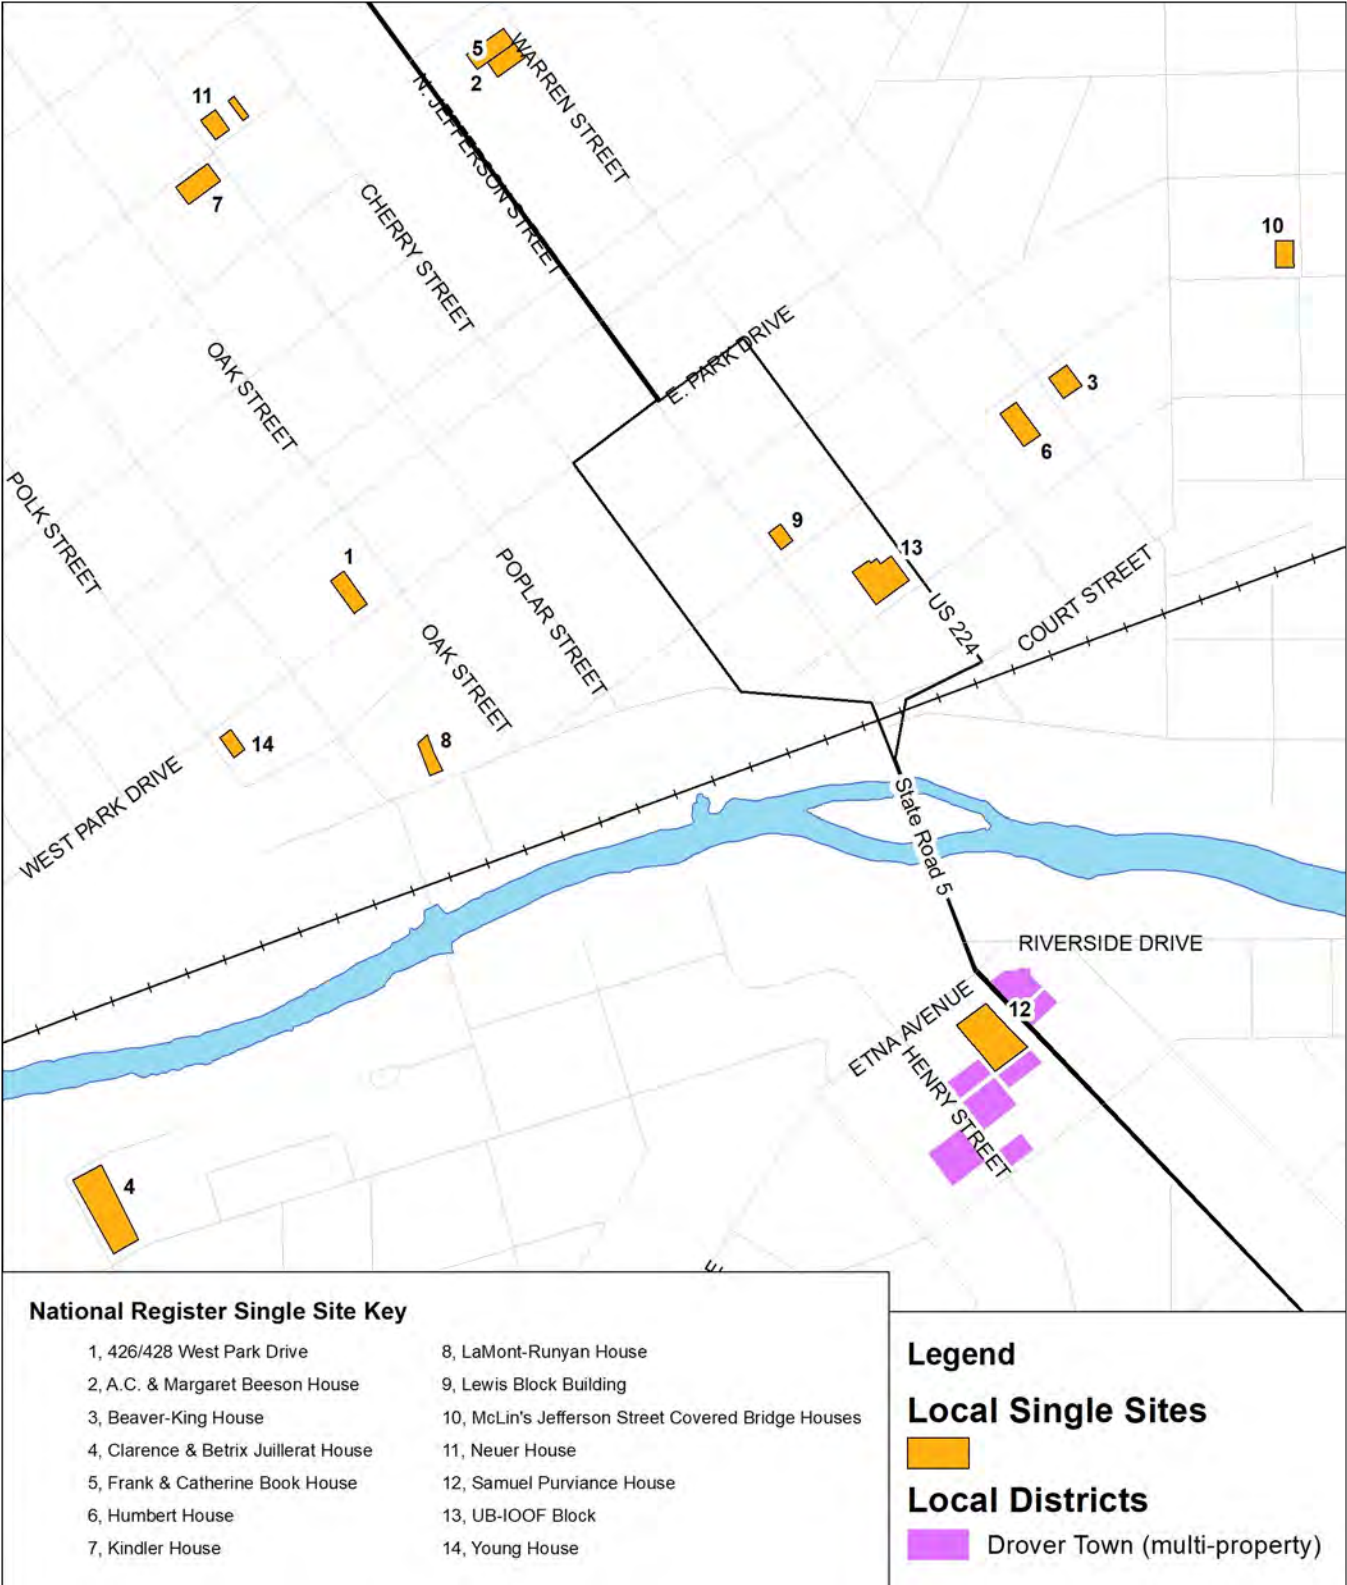 5
WARREN STREET
2
11
N. JEFFERSON STREET
7
CHERRY STREET
10
E. PARK DRIVE
OAK STREET
3
6
POLK STREET
9
13
1
POPLAR STREET
US 224
COURT STREET
OAK STREET
8
14
WEST PARK DRIVE
State Road 5
RIVERSIDE DRIVE
12
ETNA AVENUE
HENRY STREET
4
National Register Single Site Key
1, 426/428 West Park Drive
2, A.C. & Margaret Beeson House
3, Beaver-King House
4, Clarence & Betrix Juillerat House
5, Frank & Catherine Book House
6, Humbert House
7, Kindler House
8, LaMont-Runyan House
9, Lewis Block Building
10, McLin's Jefferson Street Covered Bridge Houses
11, Neuer House
12, Samuel Purviance House
13, UB-IOOF Block
14, Young House
Legend
Local Single Sites
Local Districts
Drover Town (multi-property)